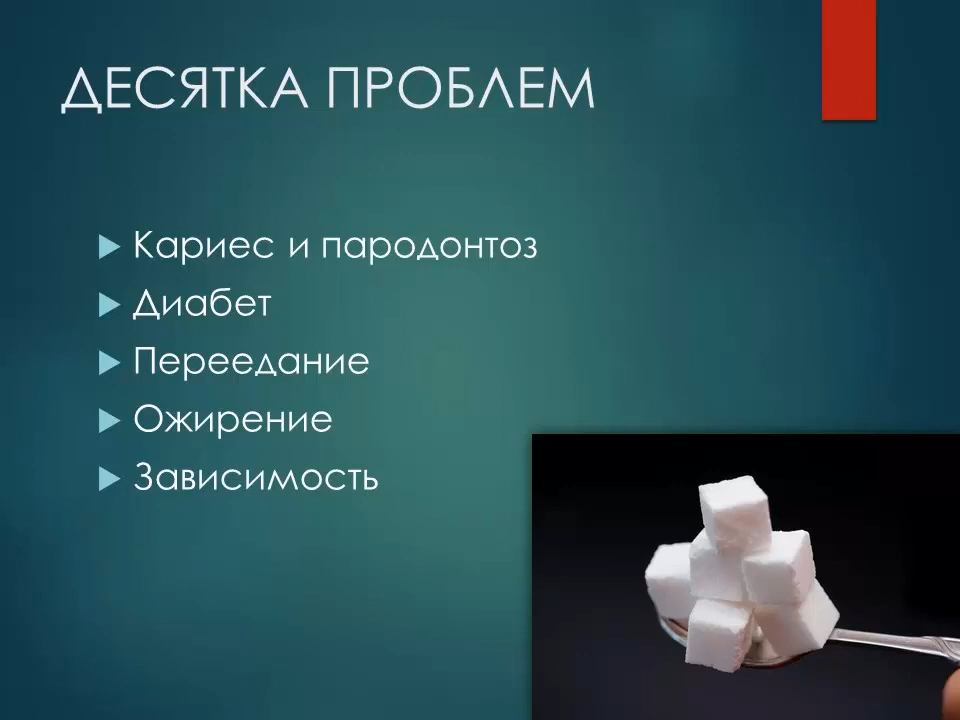 ДЕСЯТКА ПРОБЛЕМ
Кариес и пародонтоз
Диабет
Переедание
Ожирение
Зависимость